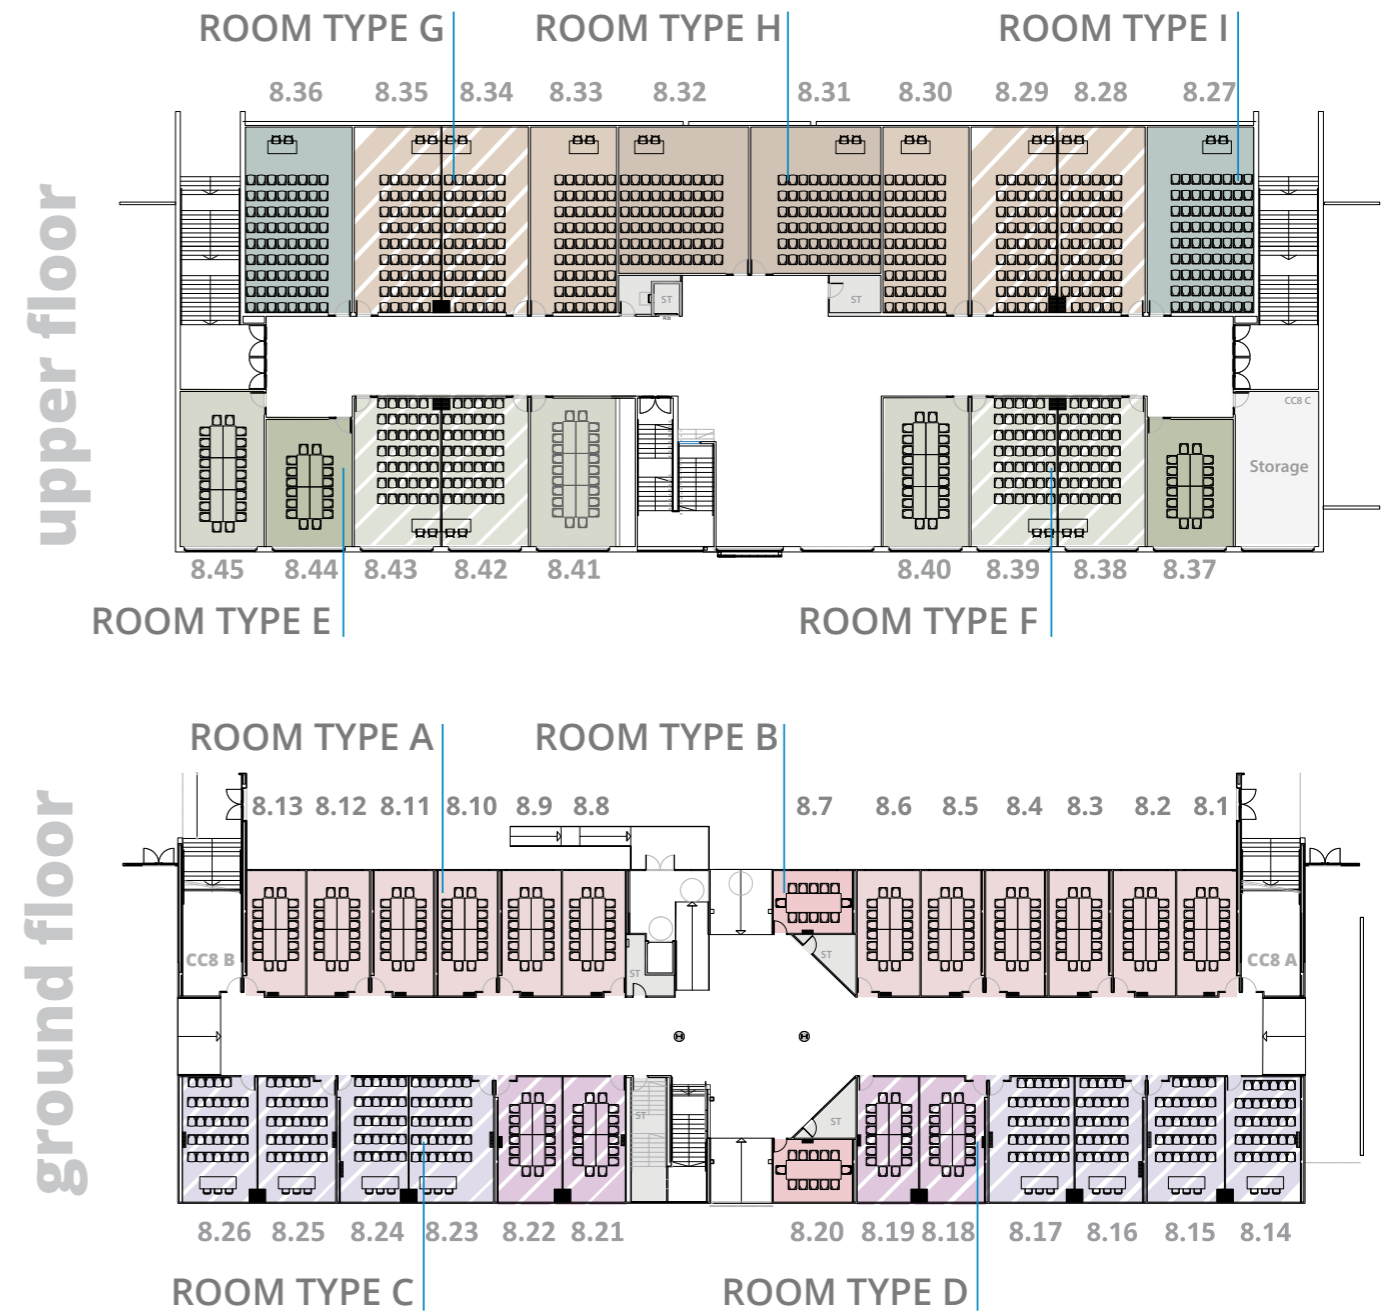 ROOM TYPE G ROOM TYPE H ROOM TYPE I
8.36 8.35 8.34 8.33 8.32 8.31 8.30 8.29 8.28 8.27
upper floor
ST ST
CC8 C
Storage
8.45 8.44 8.43 8.42 8.41 8.40 8.39 8.38 8.37
ROOM TYPE E ROOM TYPE F
ROOM TYPE A ROOM TYPE B
8.13 8.12 8.11 8.10 8.9 8.8 8.7 8.6 8.5 8.4 8.3 8.2 8.1
ground floor
CC8 B ST ST CC8 A
ST ST
8.26 8.25 8.24 8.23 8.22 8.21 8.20 8.19 8.18 8.17 8.16 8.15 8.14
ROOM TYPE C ROOM TYPE D